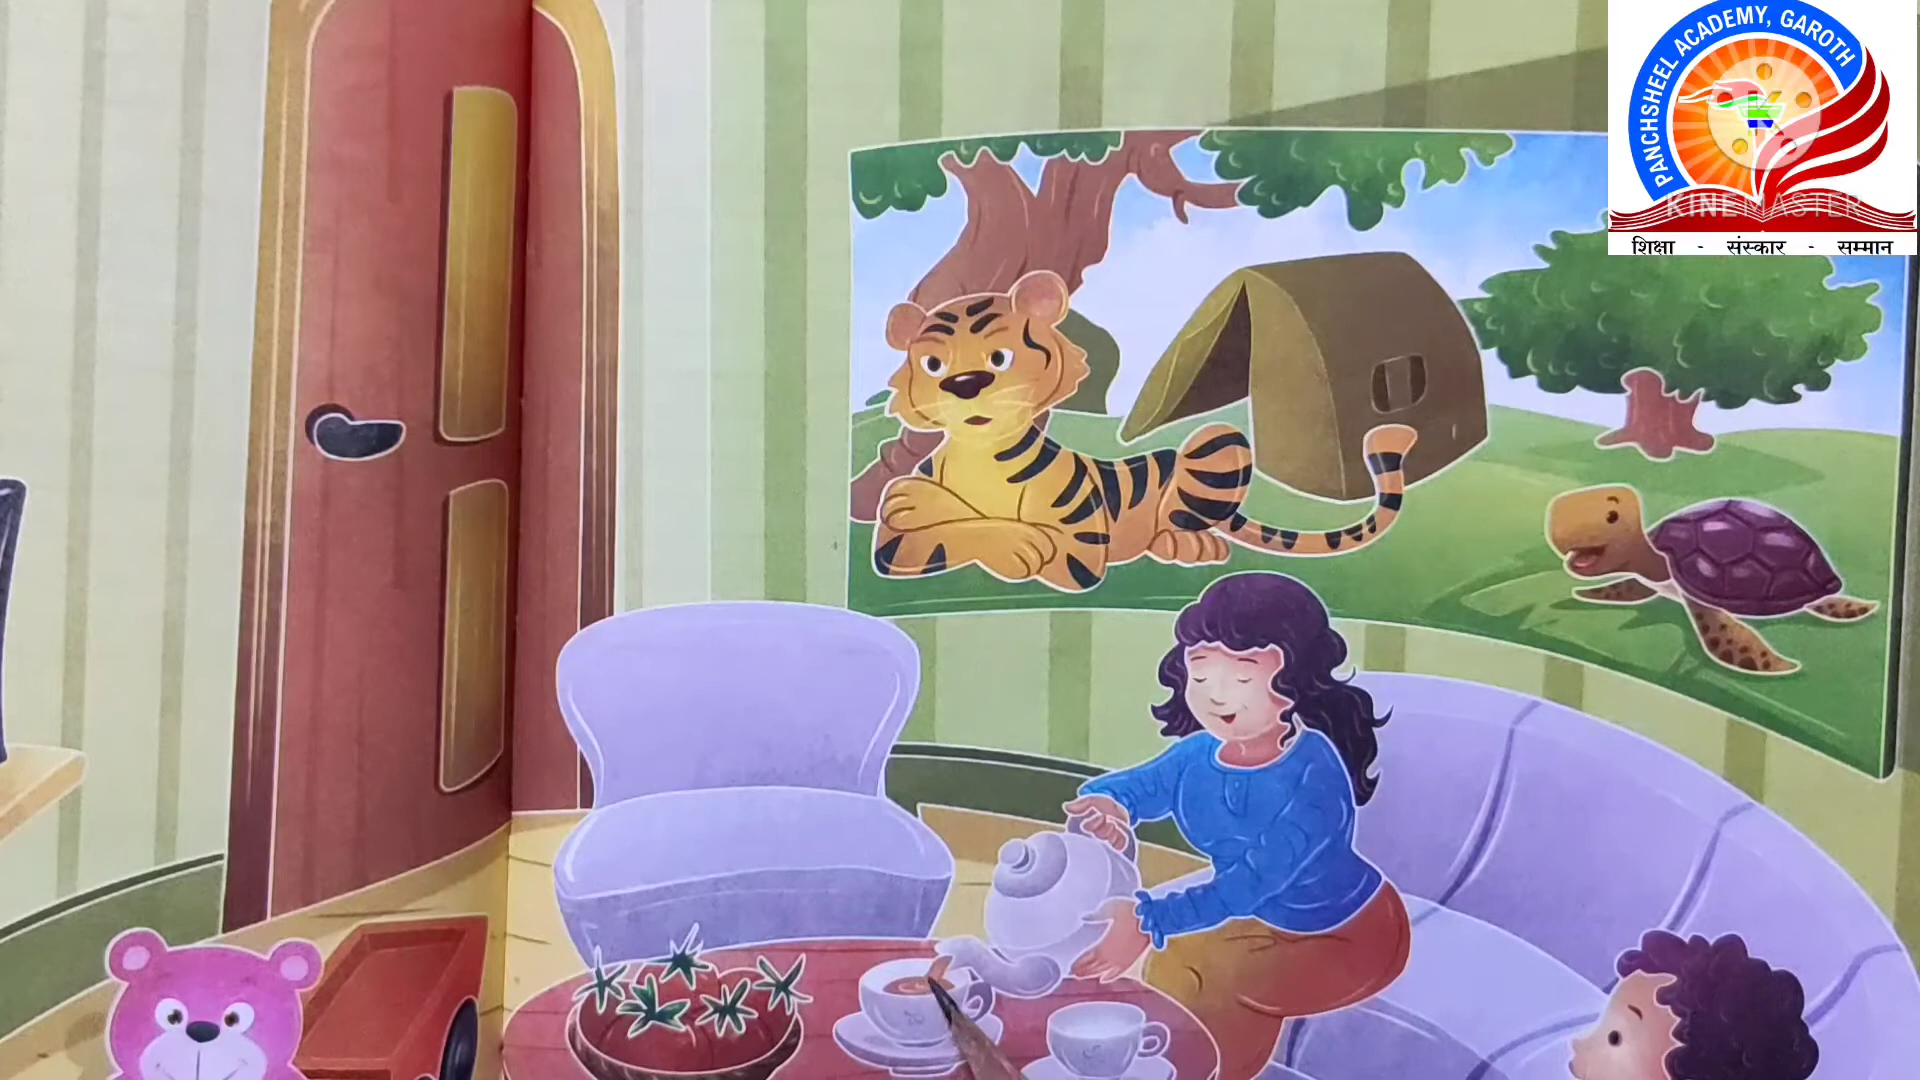 PANCHSHEEL ACADEMY, GAROTH
KINEMASTER
शिक्षा - संस्कार - सम्मान